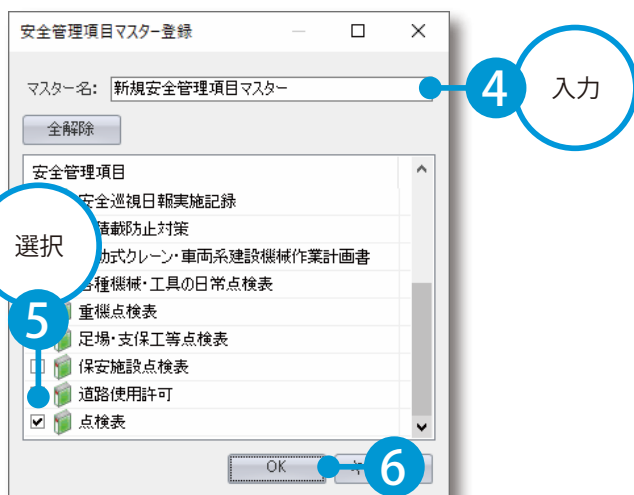 安全管理項目マスター登録
マスター名: 新規安全管理項目マスター
4
入力
全解除
安全管理項目
安全巡視日報実施記録
積載防止対策
選択
動式クレーン・車両系建設機械作業計画書
各種機械・工具の日常点検表
5
重機点検表
足場・支保工等点検表
保安施設点検表
道路使用許可
点検表
OK
6